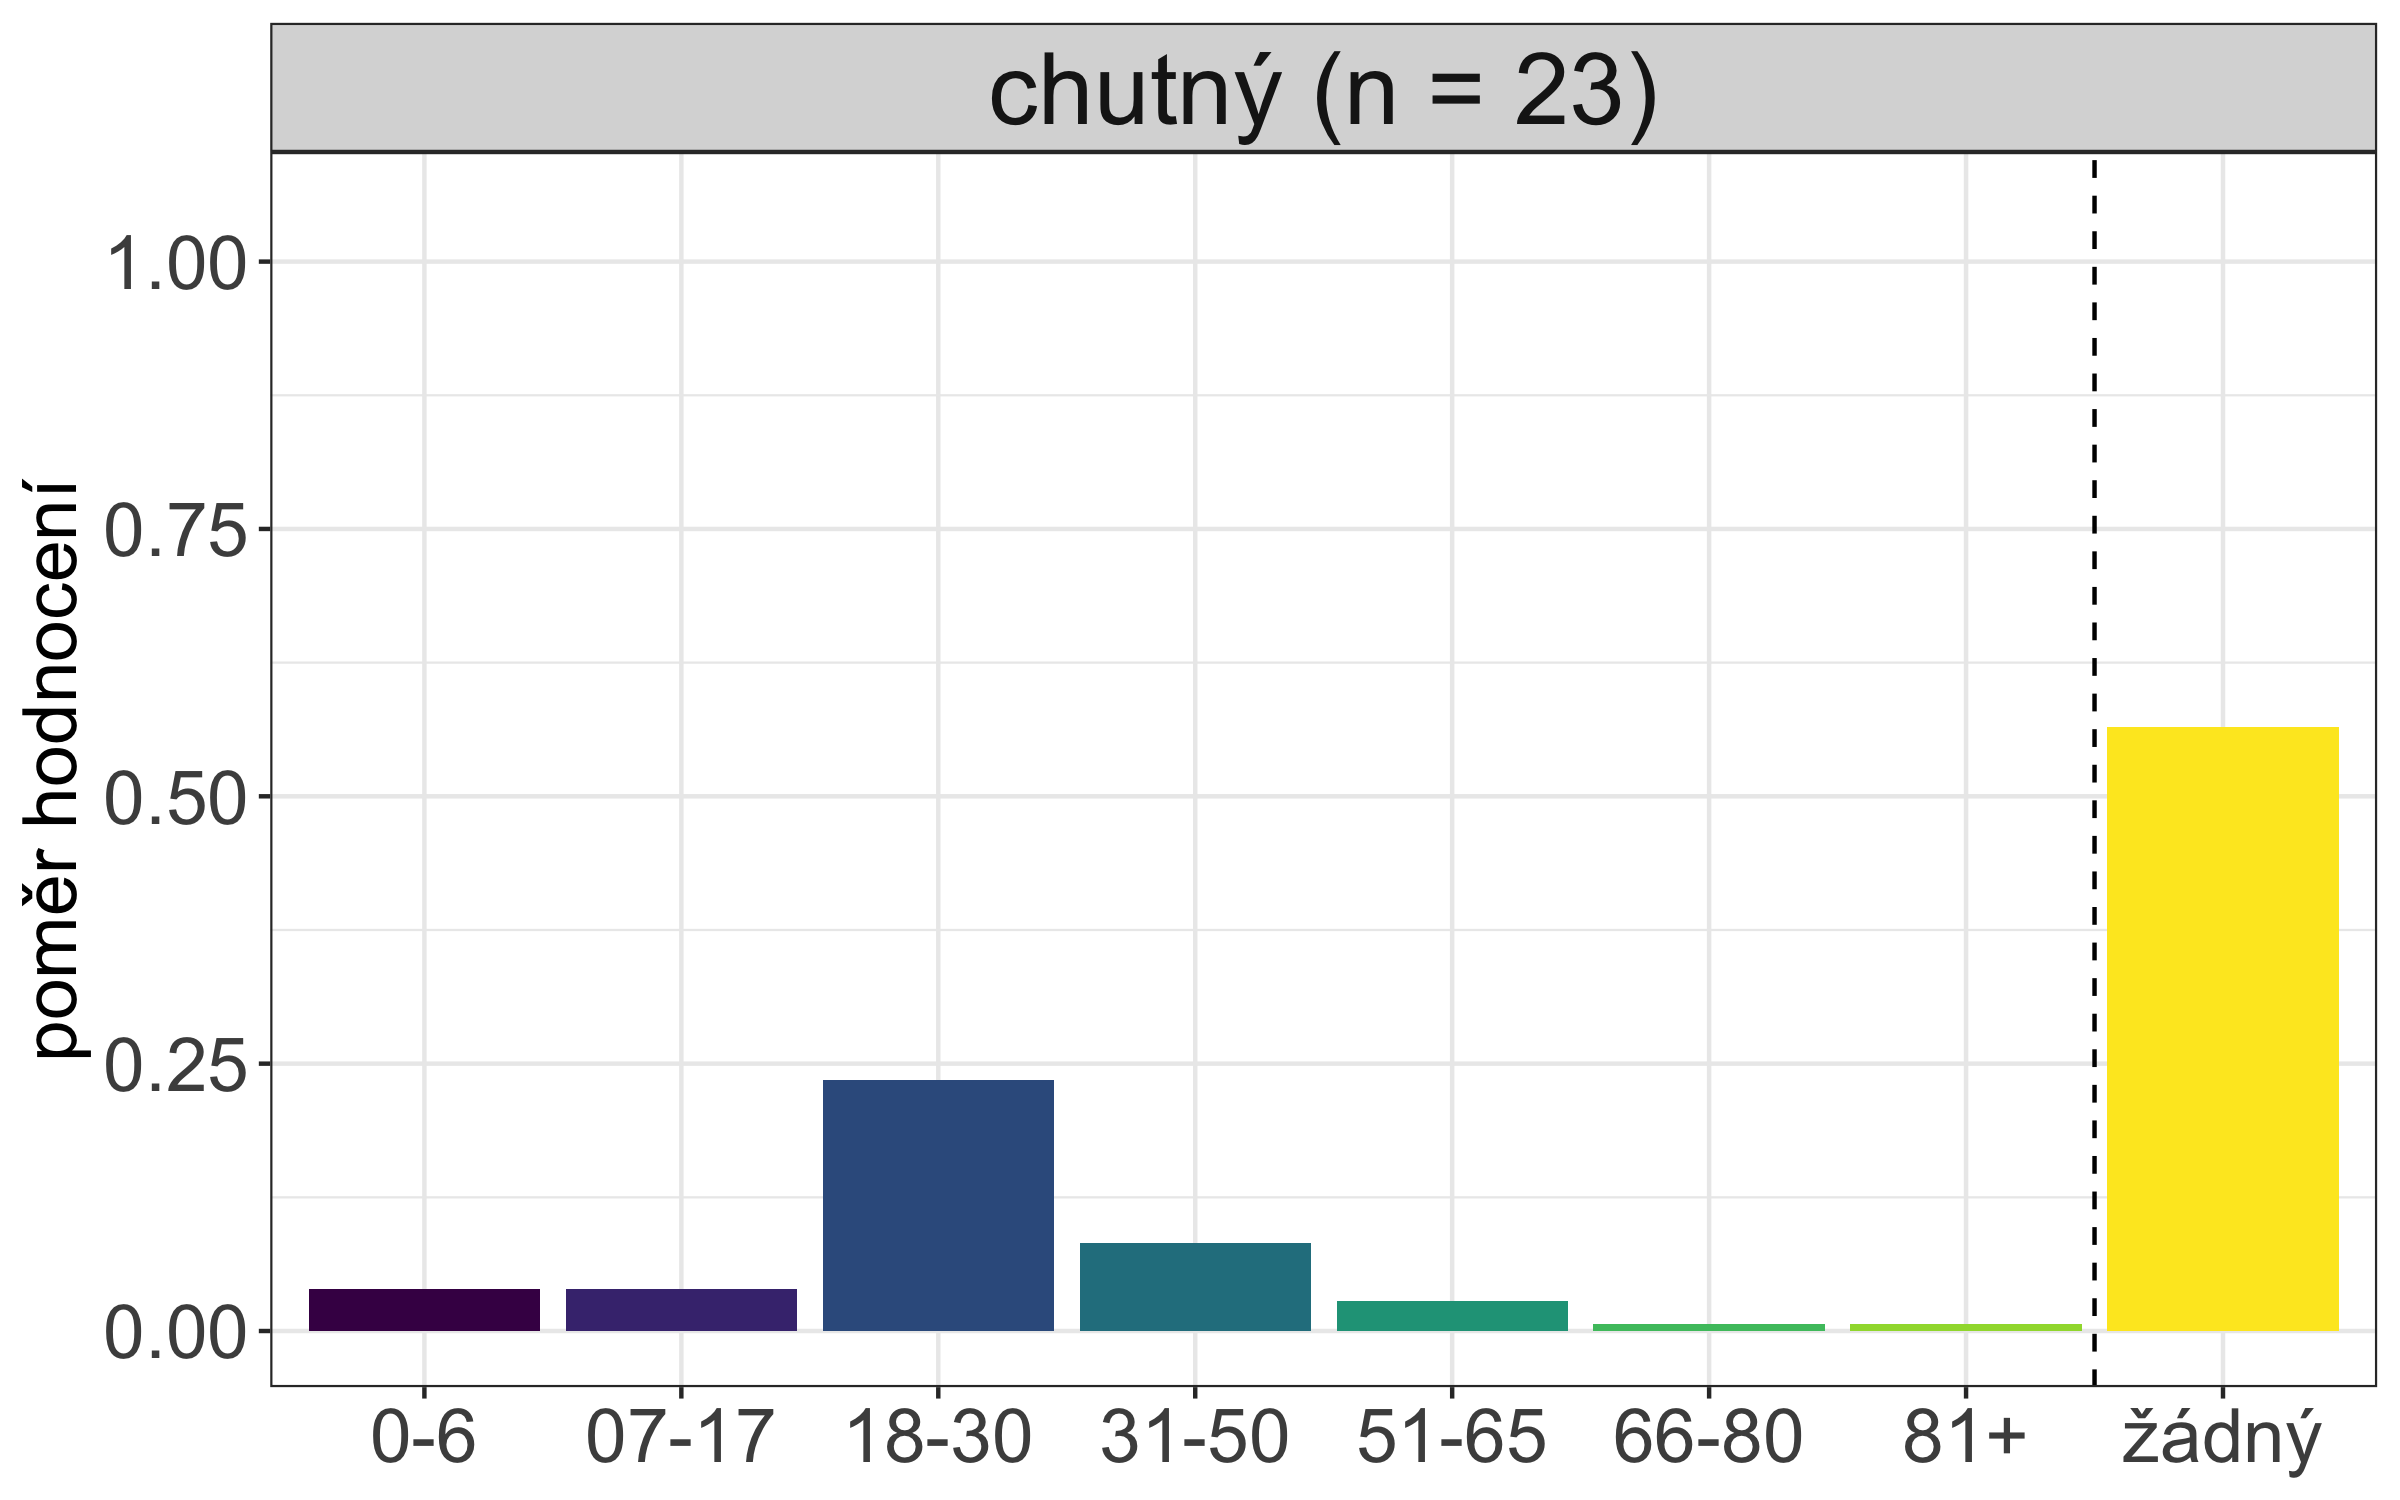 chutný (n = 23)
poměr hodnocení
1.00
0.75
0.50
0.25
0.00
0-6 07-17 18-30 31-50 51-65 66-80 81+ žádný